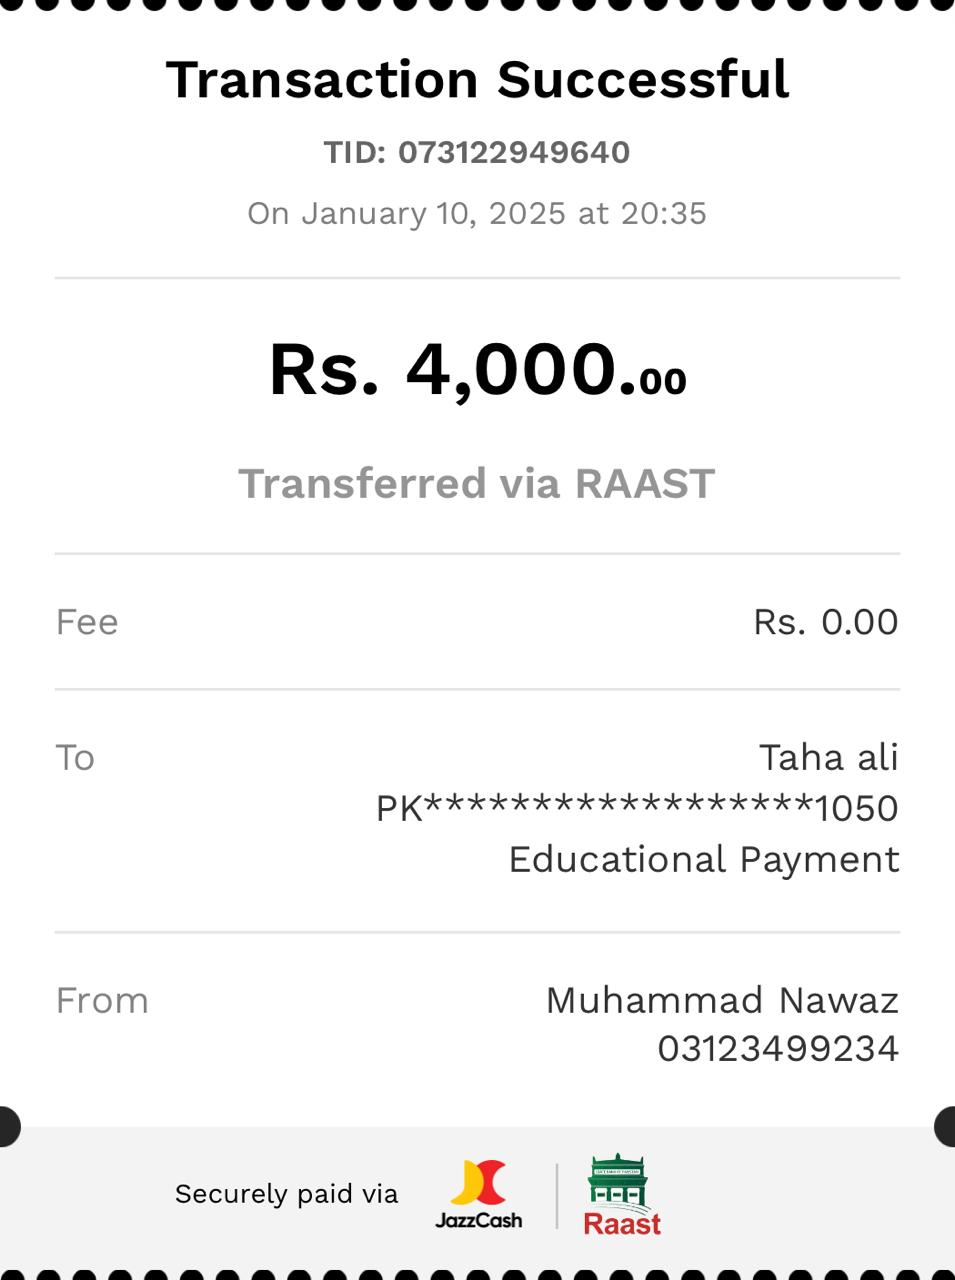 Transaction Successful
TID: 073122949640
On January 10, 2025 at 20:35
Rs. 4,000.00
Transferred via RAAST
Fee Rs. 0.00
To Taha ali
PK******************1050
Educational Payment
From Muhammad Nawaz
03123499234
Securely paid via JazzCash Raast